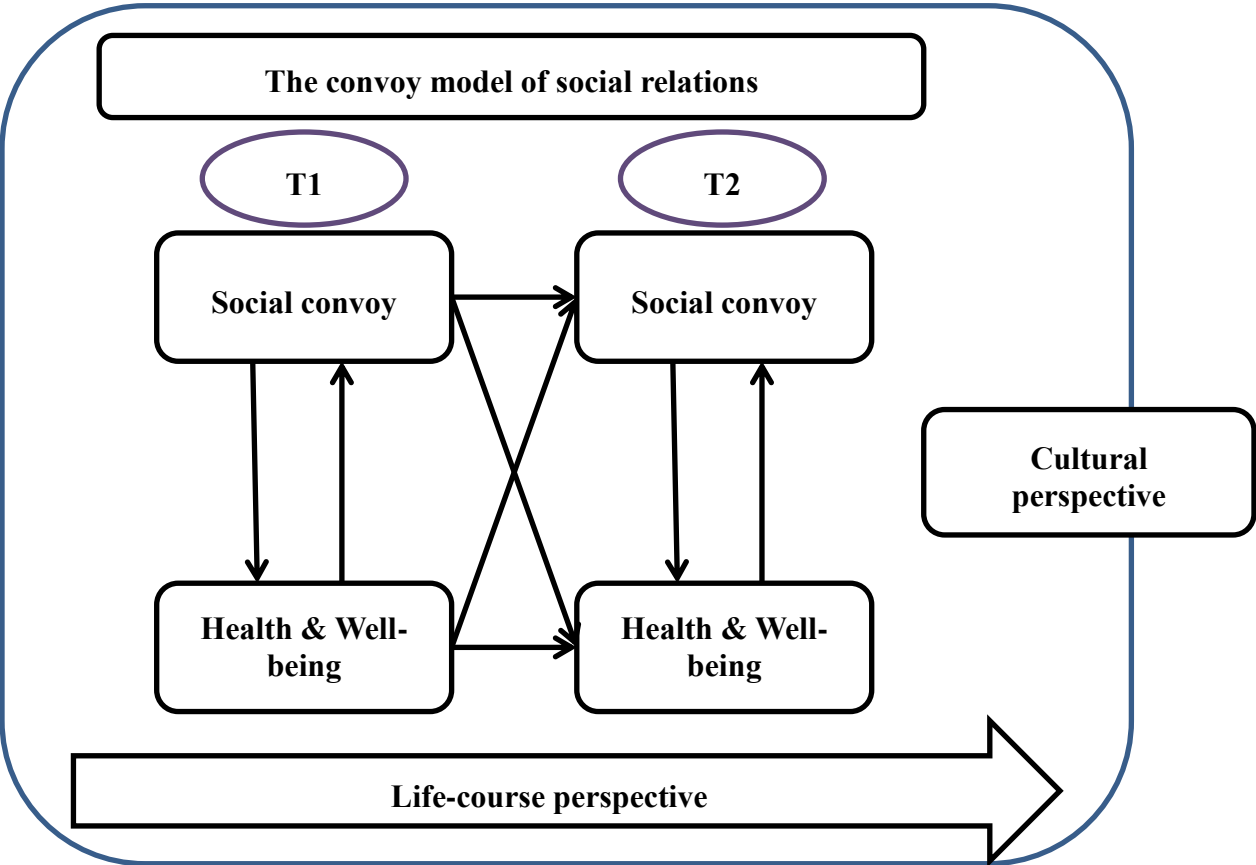 The convoy model of social relations
T1
T2
Social convoy
Social convoy
Cultural
perspective
Health & Well-
being
Health & Well-
being
Life-course perspective